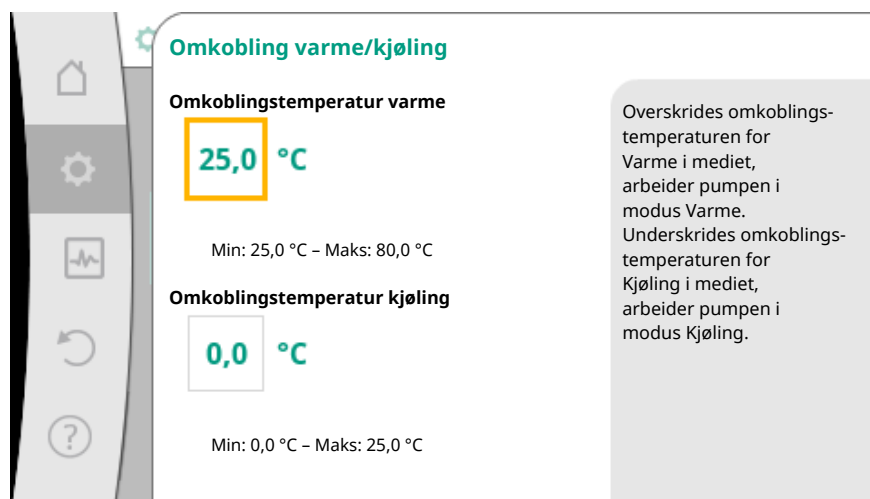 Omkobling varme/kjøling
Omkoblingstemperatur varme
25,0 °C
Min: 25,0 °C – Maks: 80,0 °C
Omkoblingstemperatur kjøling
0,0 °C
Min: 0,0 °C – Maks: 25,0 °C
Overskrides omkoblings-
temperaturen for
Varme i mediet,
arbeider pumpen i
modus Varme.
Underskrides omkoblings-
temperaturen for
Kjøling i mediet,
arbeider pumpen i
modus Kjøling.
?